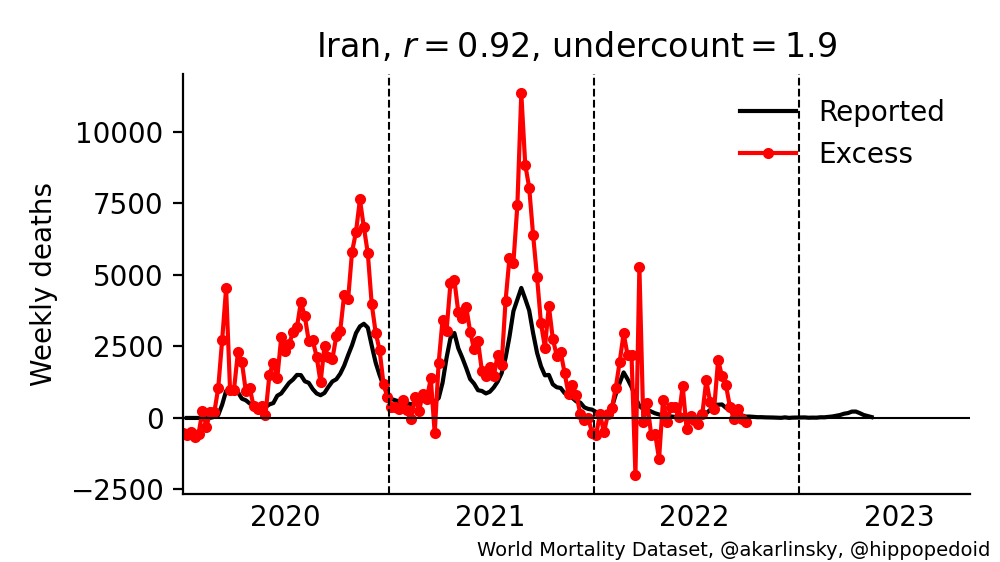 Iran, r = 0.92, undercount = 1.9
Reported
Excess
Weekly deaths
10000
7500
5000
2500
0
−2500
2020 2021 2022 2023
World Mortality Dataset, @akarlinsky, @hippopedoid